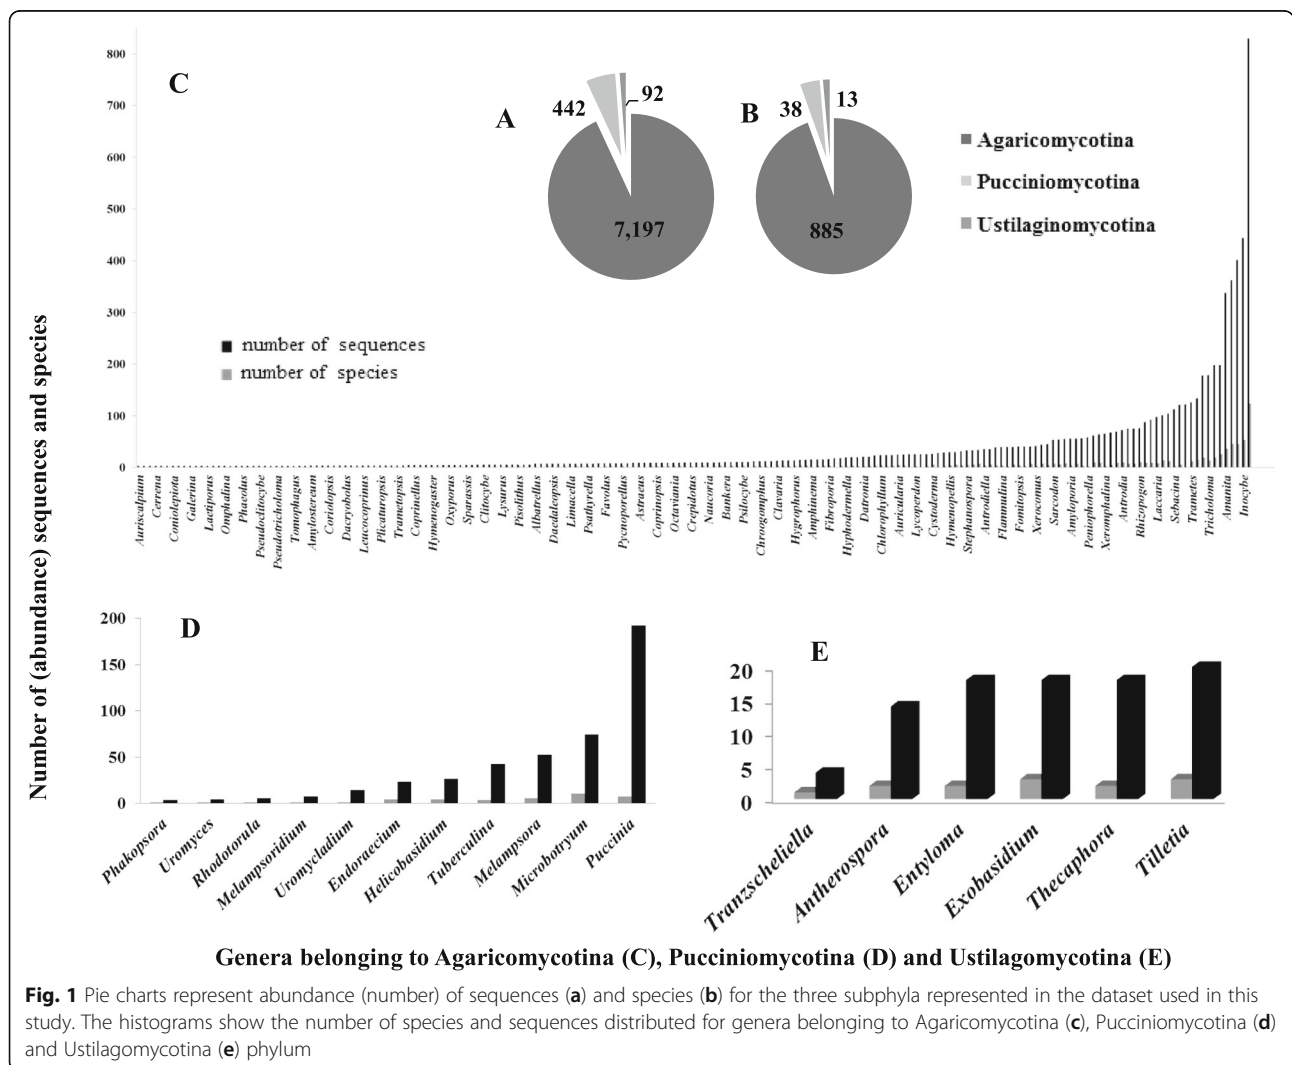 800
700
600
500
400
300
200
100
0
C
A
442
92
7,197
B
38
13
885
Agaricomycotina
Pucciniomycotina
Ustilaginomycotina
number of sequences
number of species
Number of (abundance) sequences and species
Auriscalpium
Cerrena
Coniolepiota
Galerina
Lactiporus
Omphalina
Phaeolus
Pseudoclitocybe
Pseudotricholoma
Tomophagus
Amylostereum
Coriolopsis
Dacryobolus
Leucocoprinus
Plicaturopsis
Trametopsis
Coprinellus
Hymenogaster
Oxyporus
Sparassis
Clitocybe
Lysurus
Pisolithus
Albatrellus
Daedaleopsis
Limacella
Psathyrella
Favolus
Pycnoporellus
Astraeus
Coprinopsis
Octaviania
Crepidotus
Naucoria
Bankera
Psilocybe
Chroogomphus
Clavaria
Hygrophorus
Amphinema
Fibroporia
Hyphodermella
Datronia
Chlorophyllum
Auricularia
Lycoperdon
Cystoderma
Hymenopellis
Stephanospora
Antrodiella
Flammulina
Fomitopsis
Xerocomus
Sarcodon
Amyloporia
Peniophorella
Xeromphalina
Antrodia
Rhizopogon
Laccaria
Sebacina
Trametes
Tricholoma
Amanita
Inocybe
D
200
150
100
50
0
Phakopsora
Uromyces
Rhodotorula
Melampsoridium
Uromycladium
Endoraecium
Helicobasidium
Tuberculina
Melampsora
Microbotryum
Puccinia
E
20
15
10
5
0
Tranzscheliella
Antherospora
Entyloma
Exobasidium
Thecaphora
Tilletia
Genera belonging to Agaricomycotina (C), Pucciniomycotina (D) and Ustilagomycotina (E)
Fig. 1 Pie charts represent abundance (number) of sequences (a) and species (b) for the three subphyla represented in the dataset used in this
study. The histograms show the number of species and sequences distributed for genera belonging to Agaricomycotina (c), Pucciniomycotina (d)
and Ustilagomycotina (e) phylum